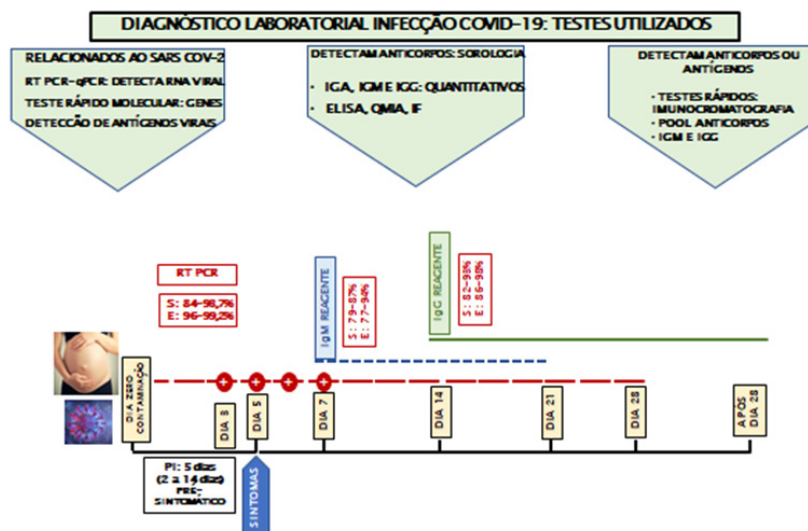 DIAGNÓSTICO LABORATORIAL INFECÇÃO COVID-19: TESTES UTILIZADOS
RELACIONADOS AO SARS COV-2
RT PCR-qPCR: DETECTA RNA VIRAL
TESTE RÁPIDO MOLECULAR: GENES
DETECCÃO DE ANTÍGENOS VIRAIS
DETECTAM ANTICORPOS: SOROLOGIA
• IGA, IGM E IGG: QUANTITATIVOS
• ELISA, QMIA, IF
DETECTAM ANTICORPOS OU
ANTÍGENOS
• TESTES RÁPIDOS:
IMUNOCROMATOGRAFIA
• POOL ANTICORPOS
• IGM E IGG
RT PCR
S: 84-98,7%
E: 96-99,2%
IgM REAGENTE
S: 79-87%
E: 77-94%
IgG REAGENTE
S: 82-98%
E: 86-98%
DIA ZERO
CONTAMINAÇÃO
DIA 3
DIA 5
DIA 7
DIA 14
DIA 21
DIA 28
APÓS
DIA 28
PI: 5 dias
(2 a 14 dias)
PRÉ-
SINTOMÁTICO
SINTOMAS